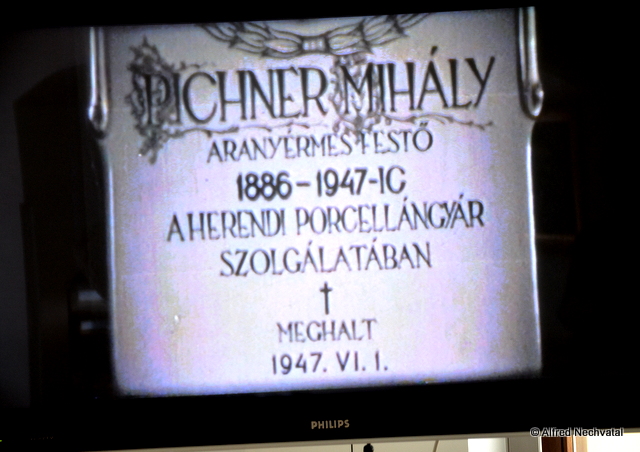 PICHNER MIHÁLY
ARANYÉRMES FESTŐ
1886-1947-IG
A HERENDI PORCELLÁNGYÁR
SZOLGÁLATÁBAN
†
MEGHALT
1947. VI. 1.
PHILIPS
© Alfred Nechvatal